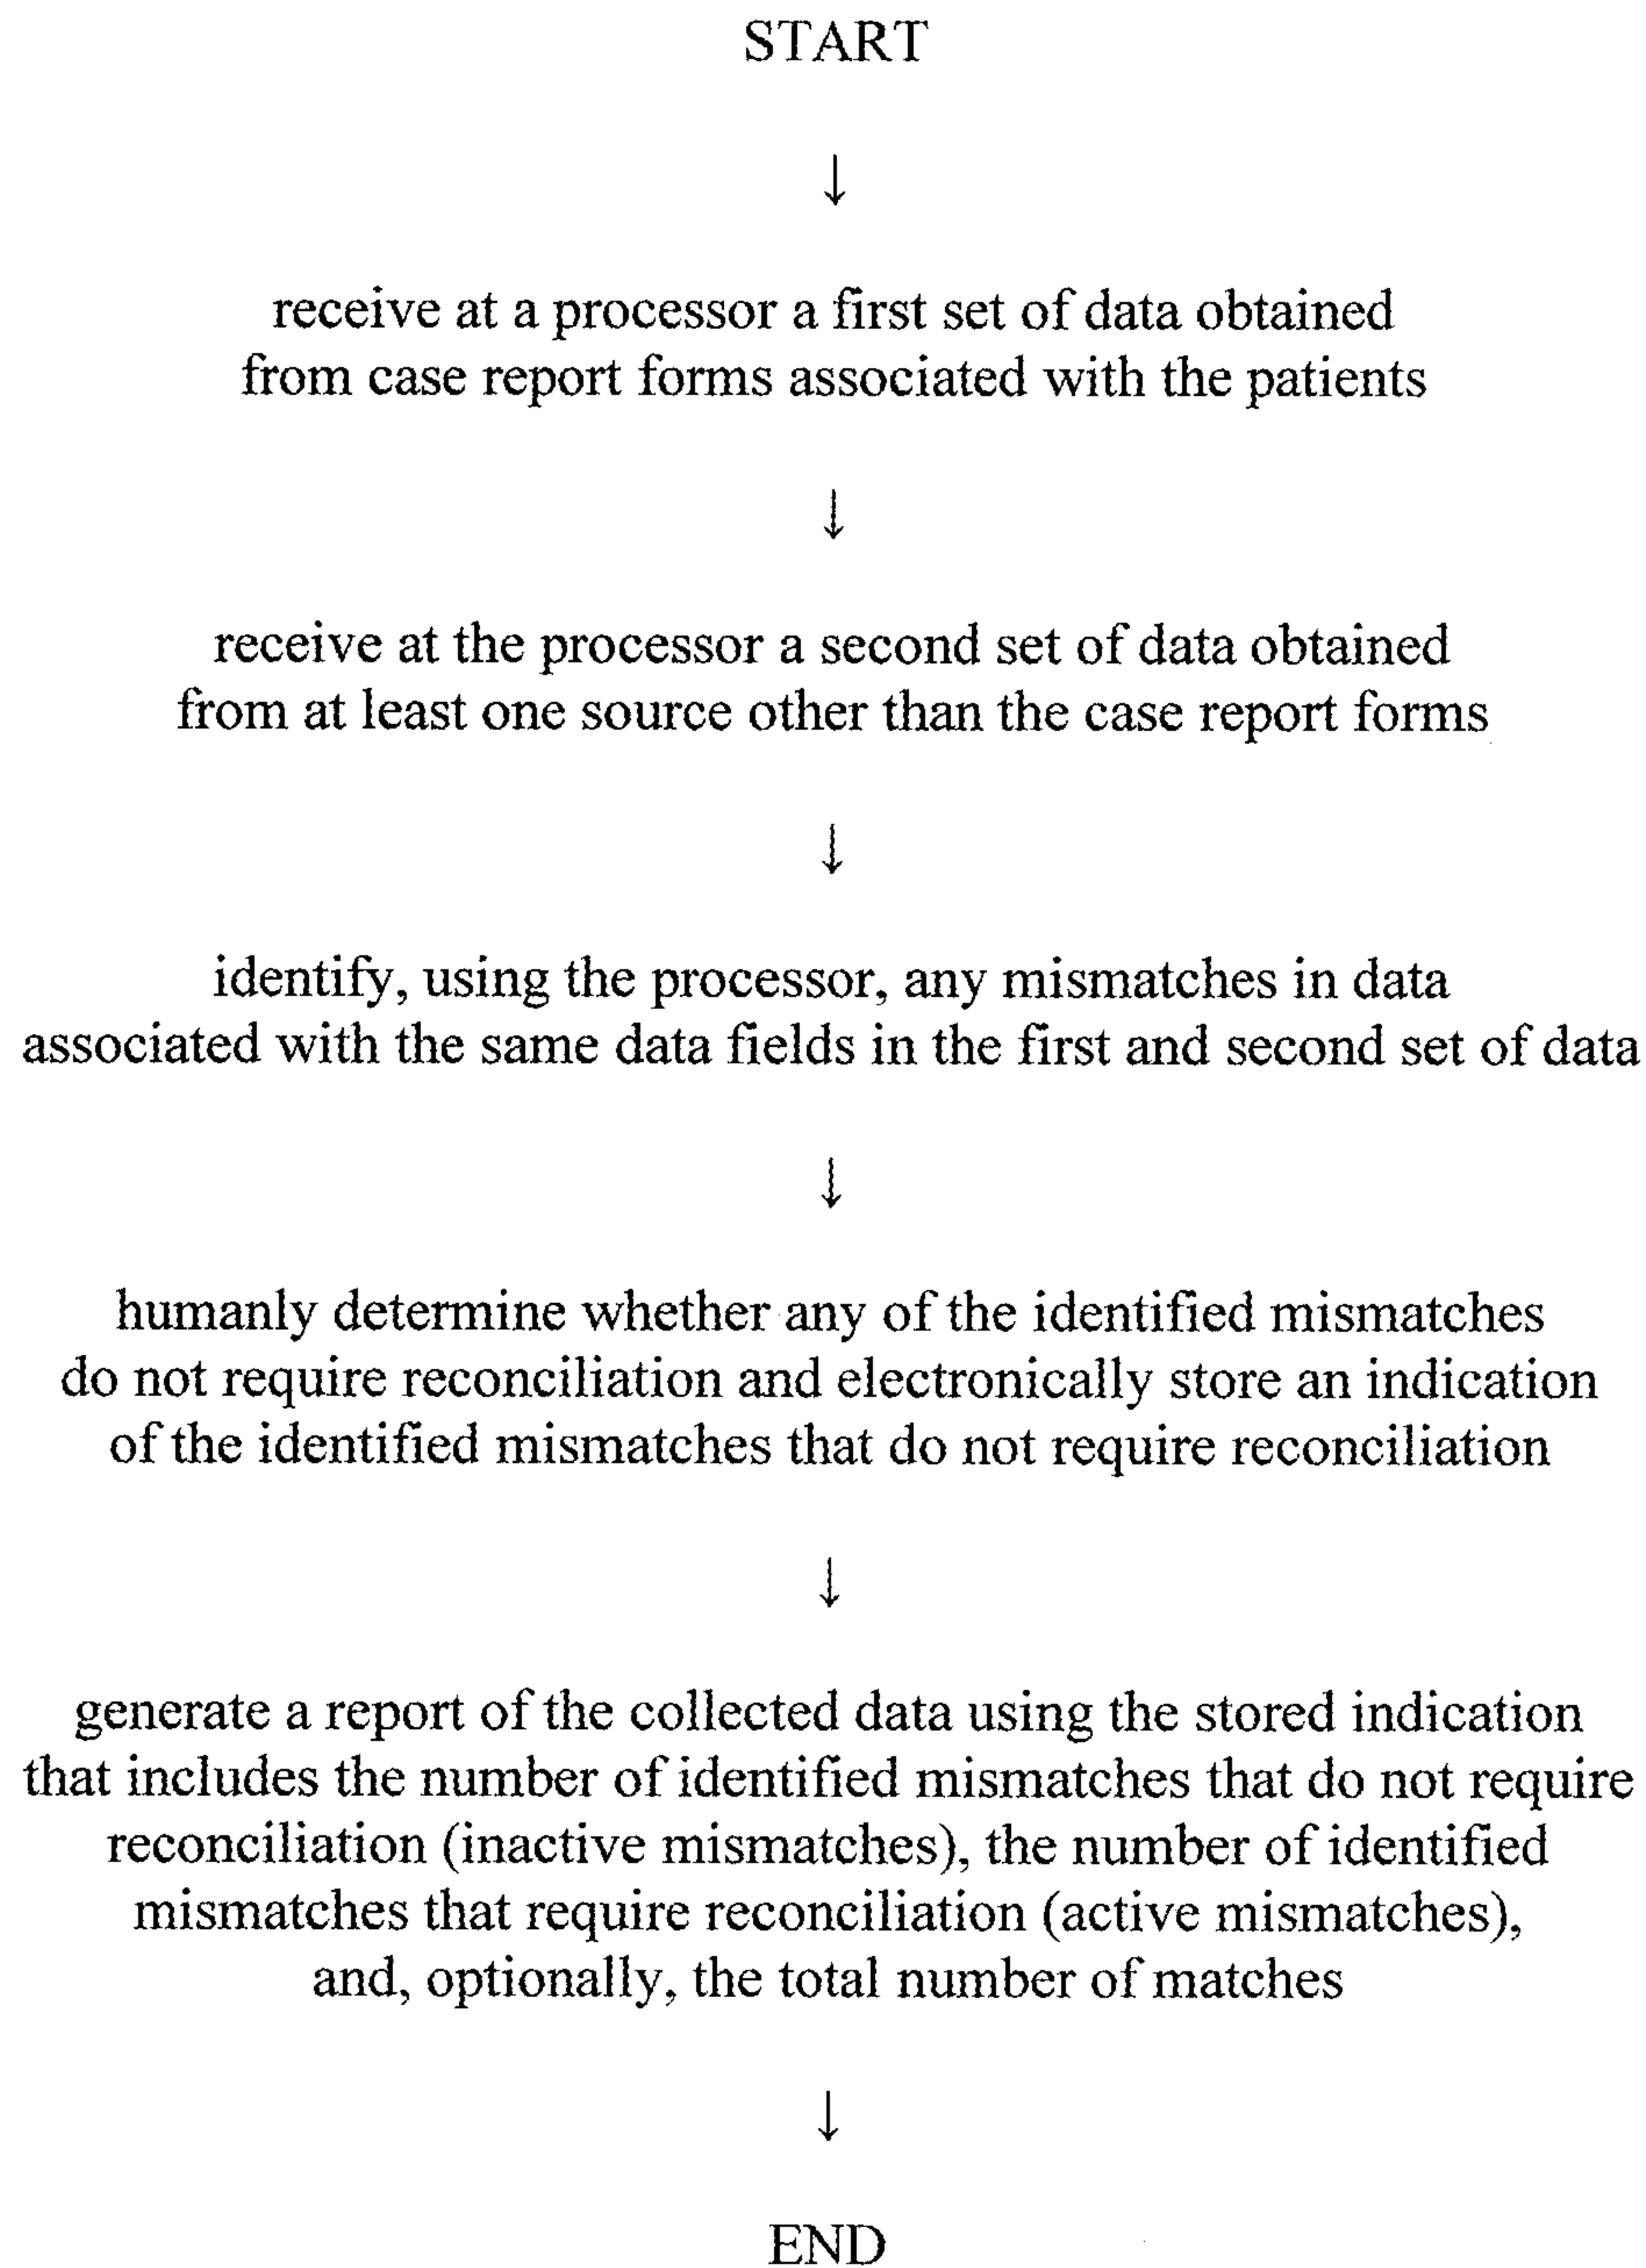 START
↓
receive at a processor a first set of data obtained
from case report forms associated with the patients
↓
receive at the processor a second set of data obtained
from at least one source other than the case report forms
↓
identify, using the processor, any mismatches in data
associated with the same data fields in the first and second set of data
↓
humanly determine whether any of the identified mismatches
do not require reconciliation and electronically store an indication
of the identified mismatches that do not require reconciliation
↓
generate a report of the collected data using the stored indication
that includes the number of identified mismatches that do not require
reconciliation (inactive mismatches), the number of identified
mismatches that require reconciliation (active mismatches),
and, optionally, the total number of matches
↓
END